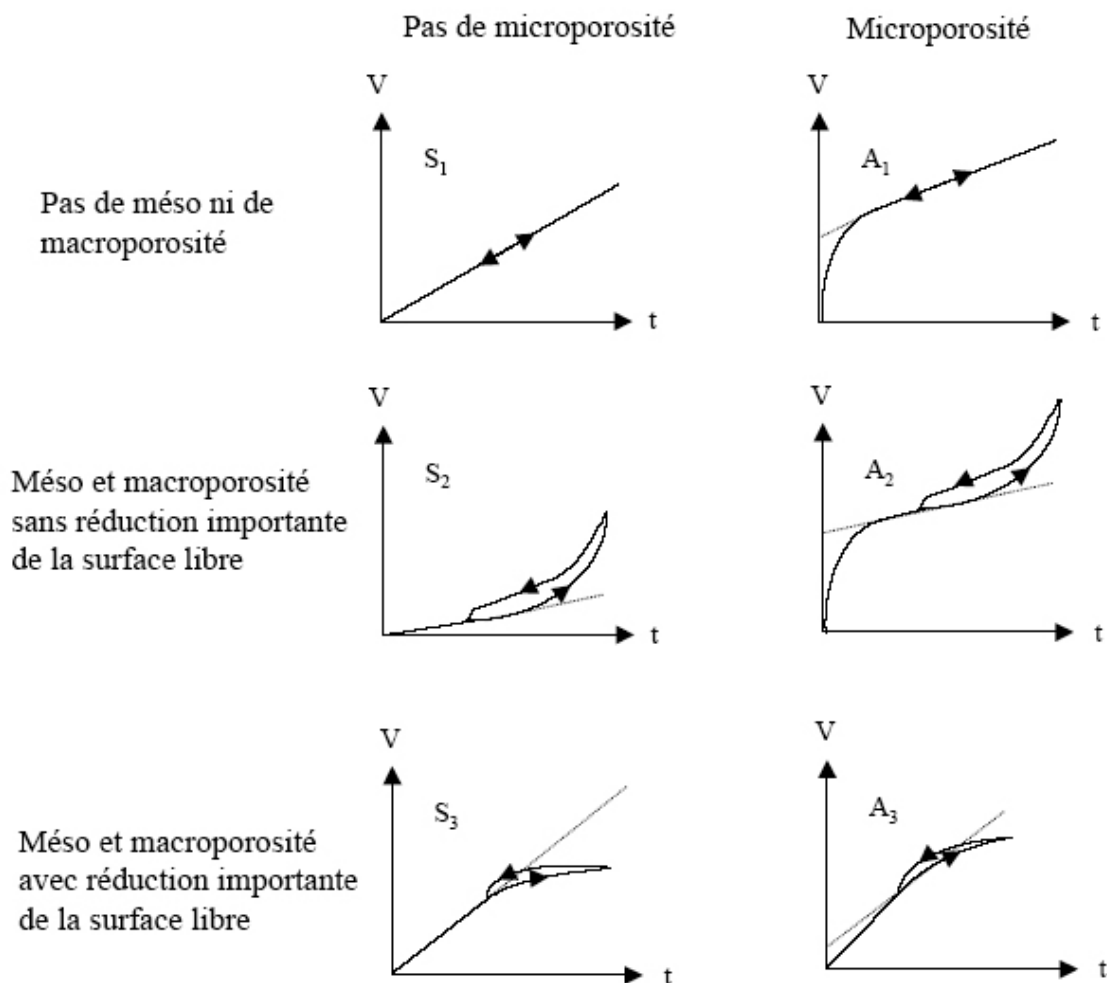 Pas de microporosité
Microporosité
V
V
S₁
A₁
Pas de méso ni de
macroporosité
t
t
V
V
Méso et macroporosité
sans réduction importante
de la surface libre
S₂
A₂
t
t
V
V
Méso et macroporosité
avec réduction importante
de la surface libre
S₃
A₃
t
t